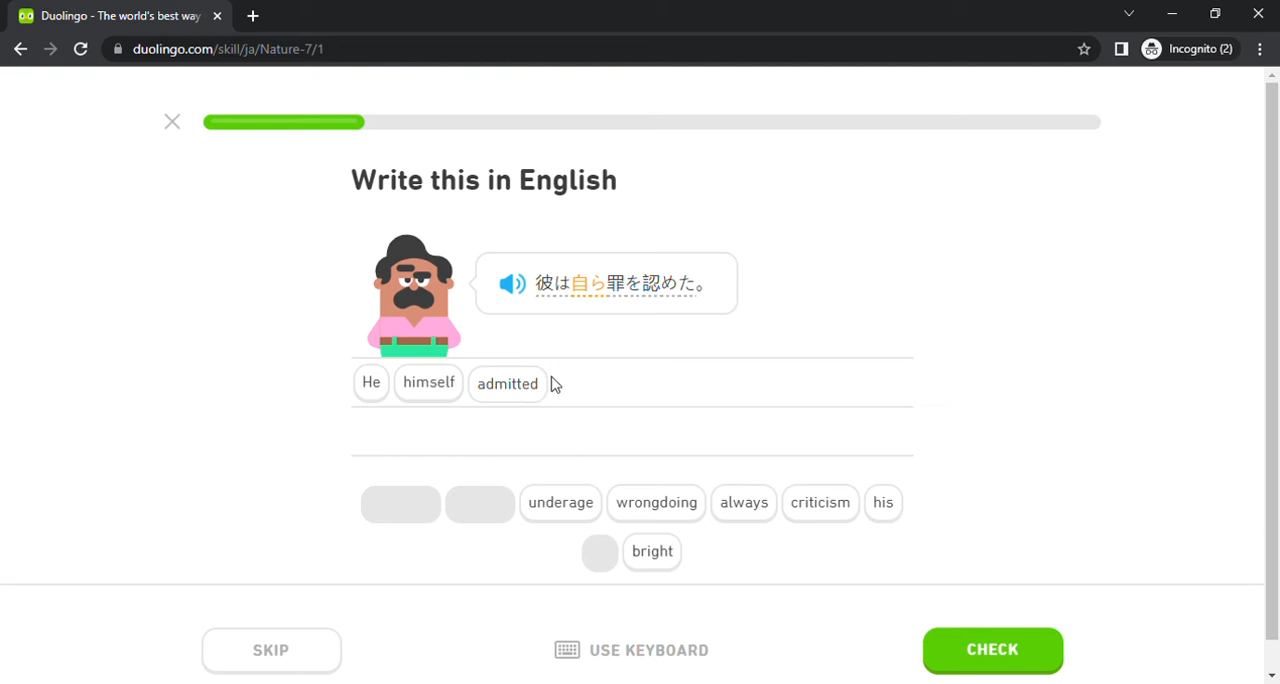 Duolingo - The world's best way
duolingo.com/skill/ja/Nature-7/1
Incognito (2)
Write this in English
彼は自ら罪を認めた。
He himself admitted
underage wrongdoing always criticism his
bright
SKIP USE KEYBOARD CHECK